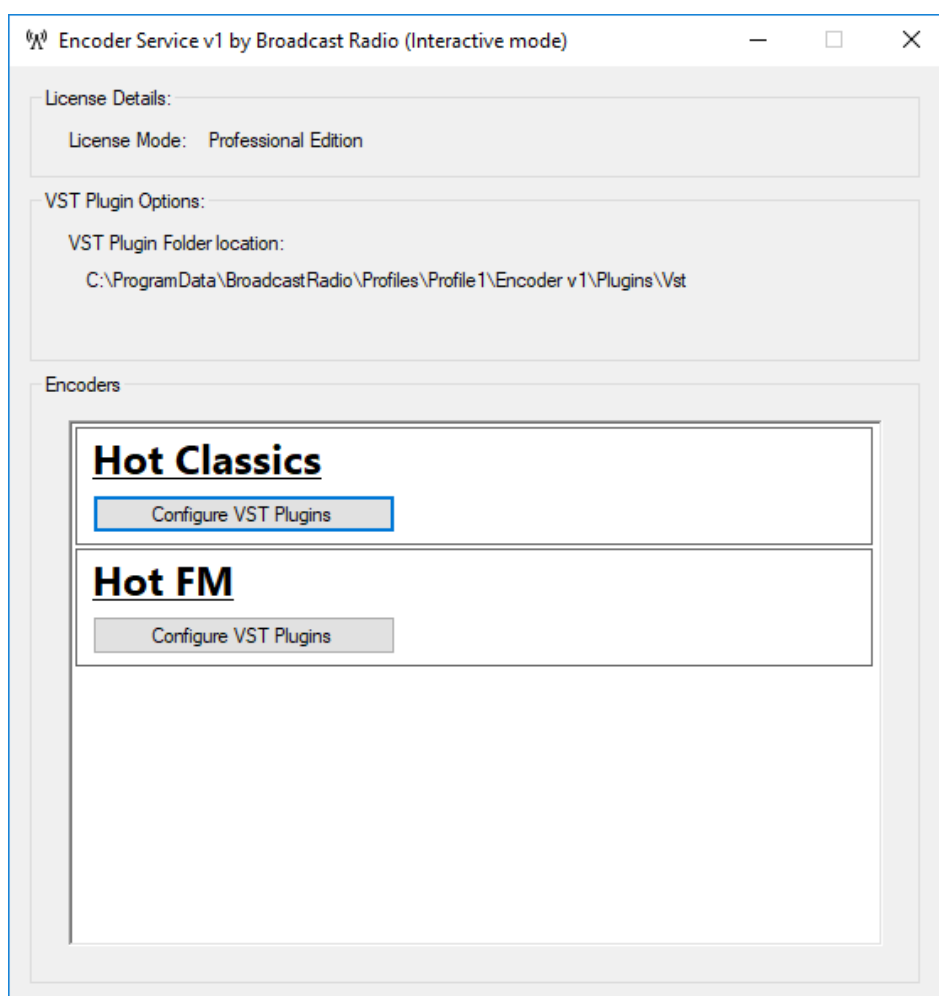 Encoder Service v1 by Broadcast Radio (Interactive mode)
License Details:
License Mode: Professional Edition
VST Plugin Options:
VST Plugin Folder location:
C:\ProgramData\BroadcastRadio\Profiles\Profile1\Encoder v1\Plugins\Vst
Encoders
Hot Classics
Configure VST Plugins
Hot FM
Configure VST Plugins